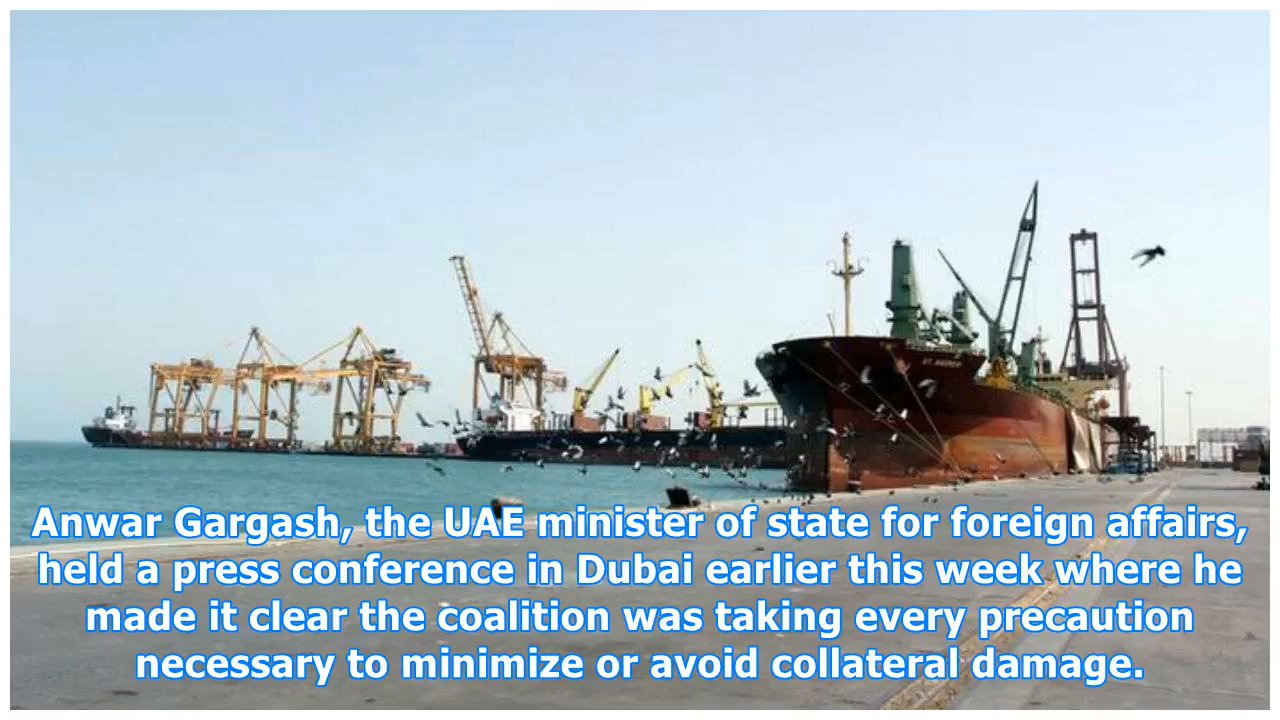 Anwar Gargash, the UAE minister of state for foreign affairs,
held a press conference in Dubai earlier this week where he
made it clear the coalition was taking every precaution
necessary to minimize or avoid collateral damage.